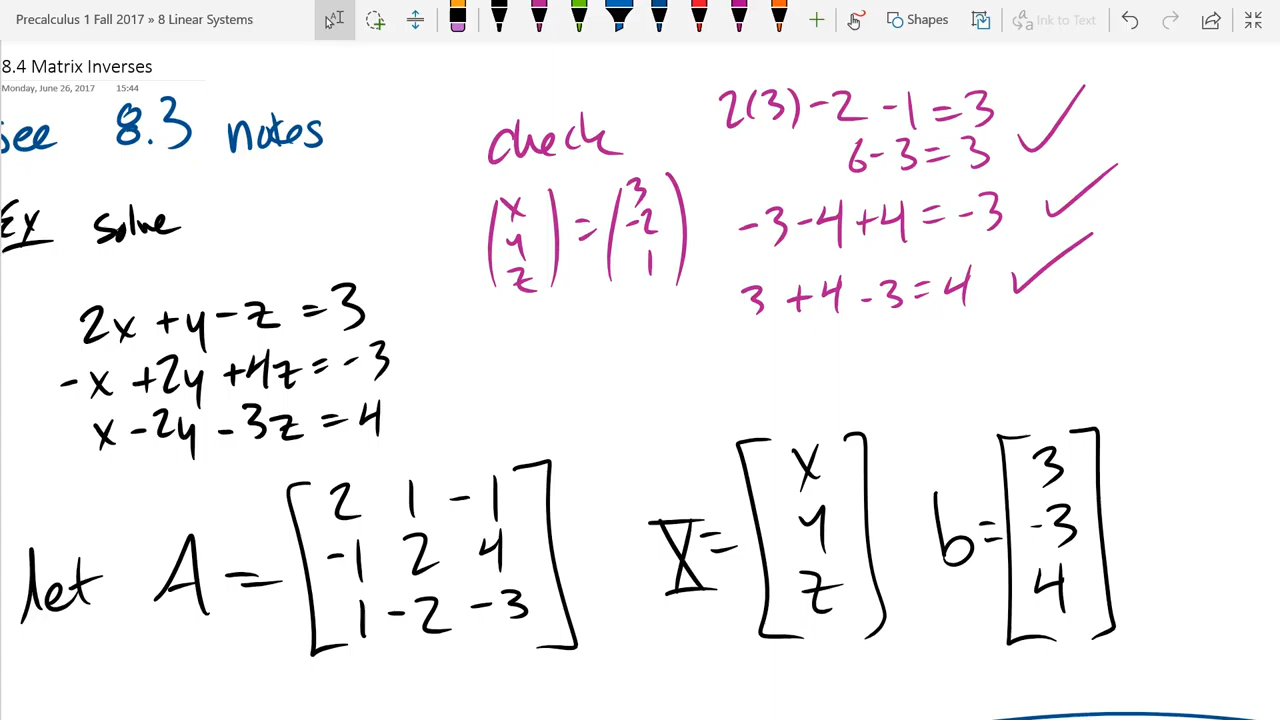 Precalculus 1 Fall 2017 » 8 Linear Systems
Shapes
Ink to Text
8.4 Matrix Inverses
Monday, June 26, 2017 15:44
see 8.3 notes
EX solve
2x + y - z = 3
-x + 2y + 4z = -3
x - 2y - 3z = 4
check
(x y z) = (3 -2 1)
2(3) - 2 - 1 = 3 ✓
6 - 3 = 3
-3 - 4 + 4 = -3 ✓
3 + 4 - 3 = 4 ✓
let A = [2 1 -1
-1 2 4
1 -2 -3]
X = [x
y
z]
b = [3
-3
4]